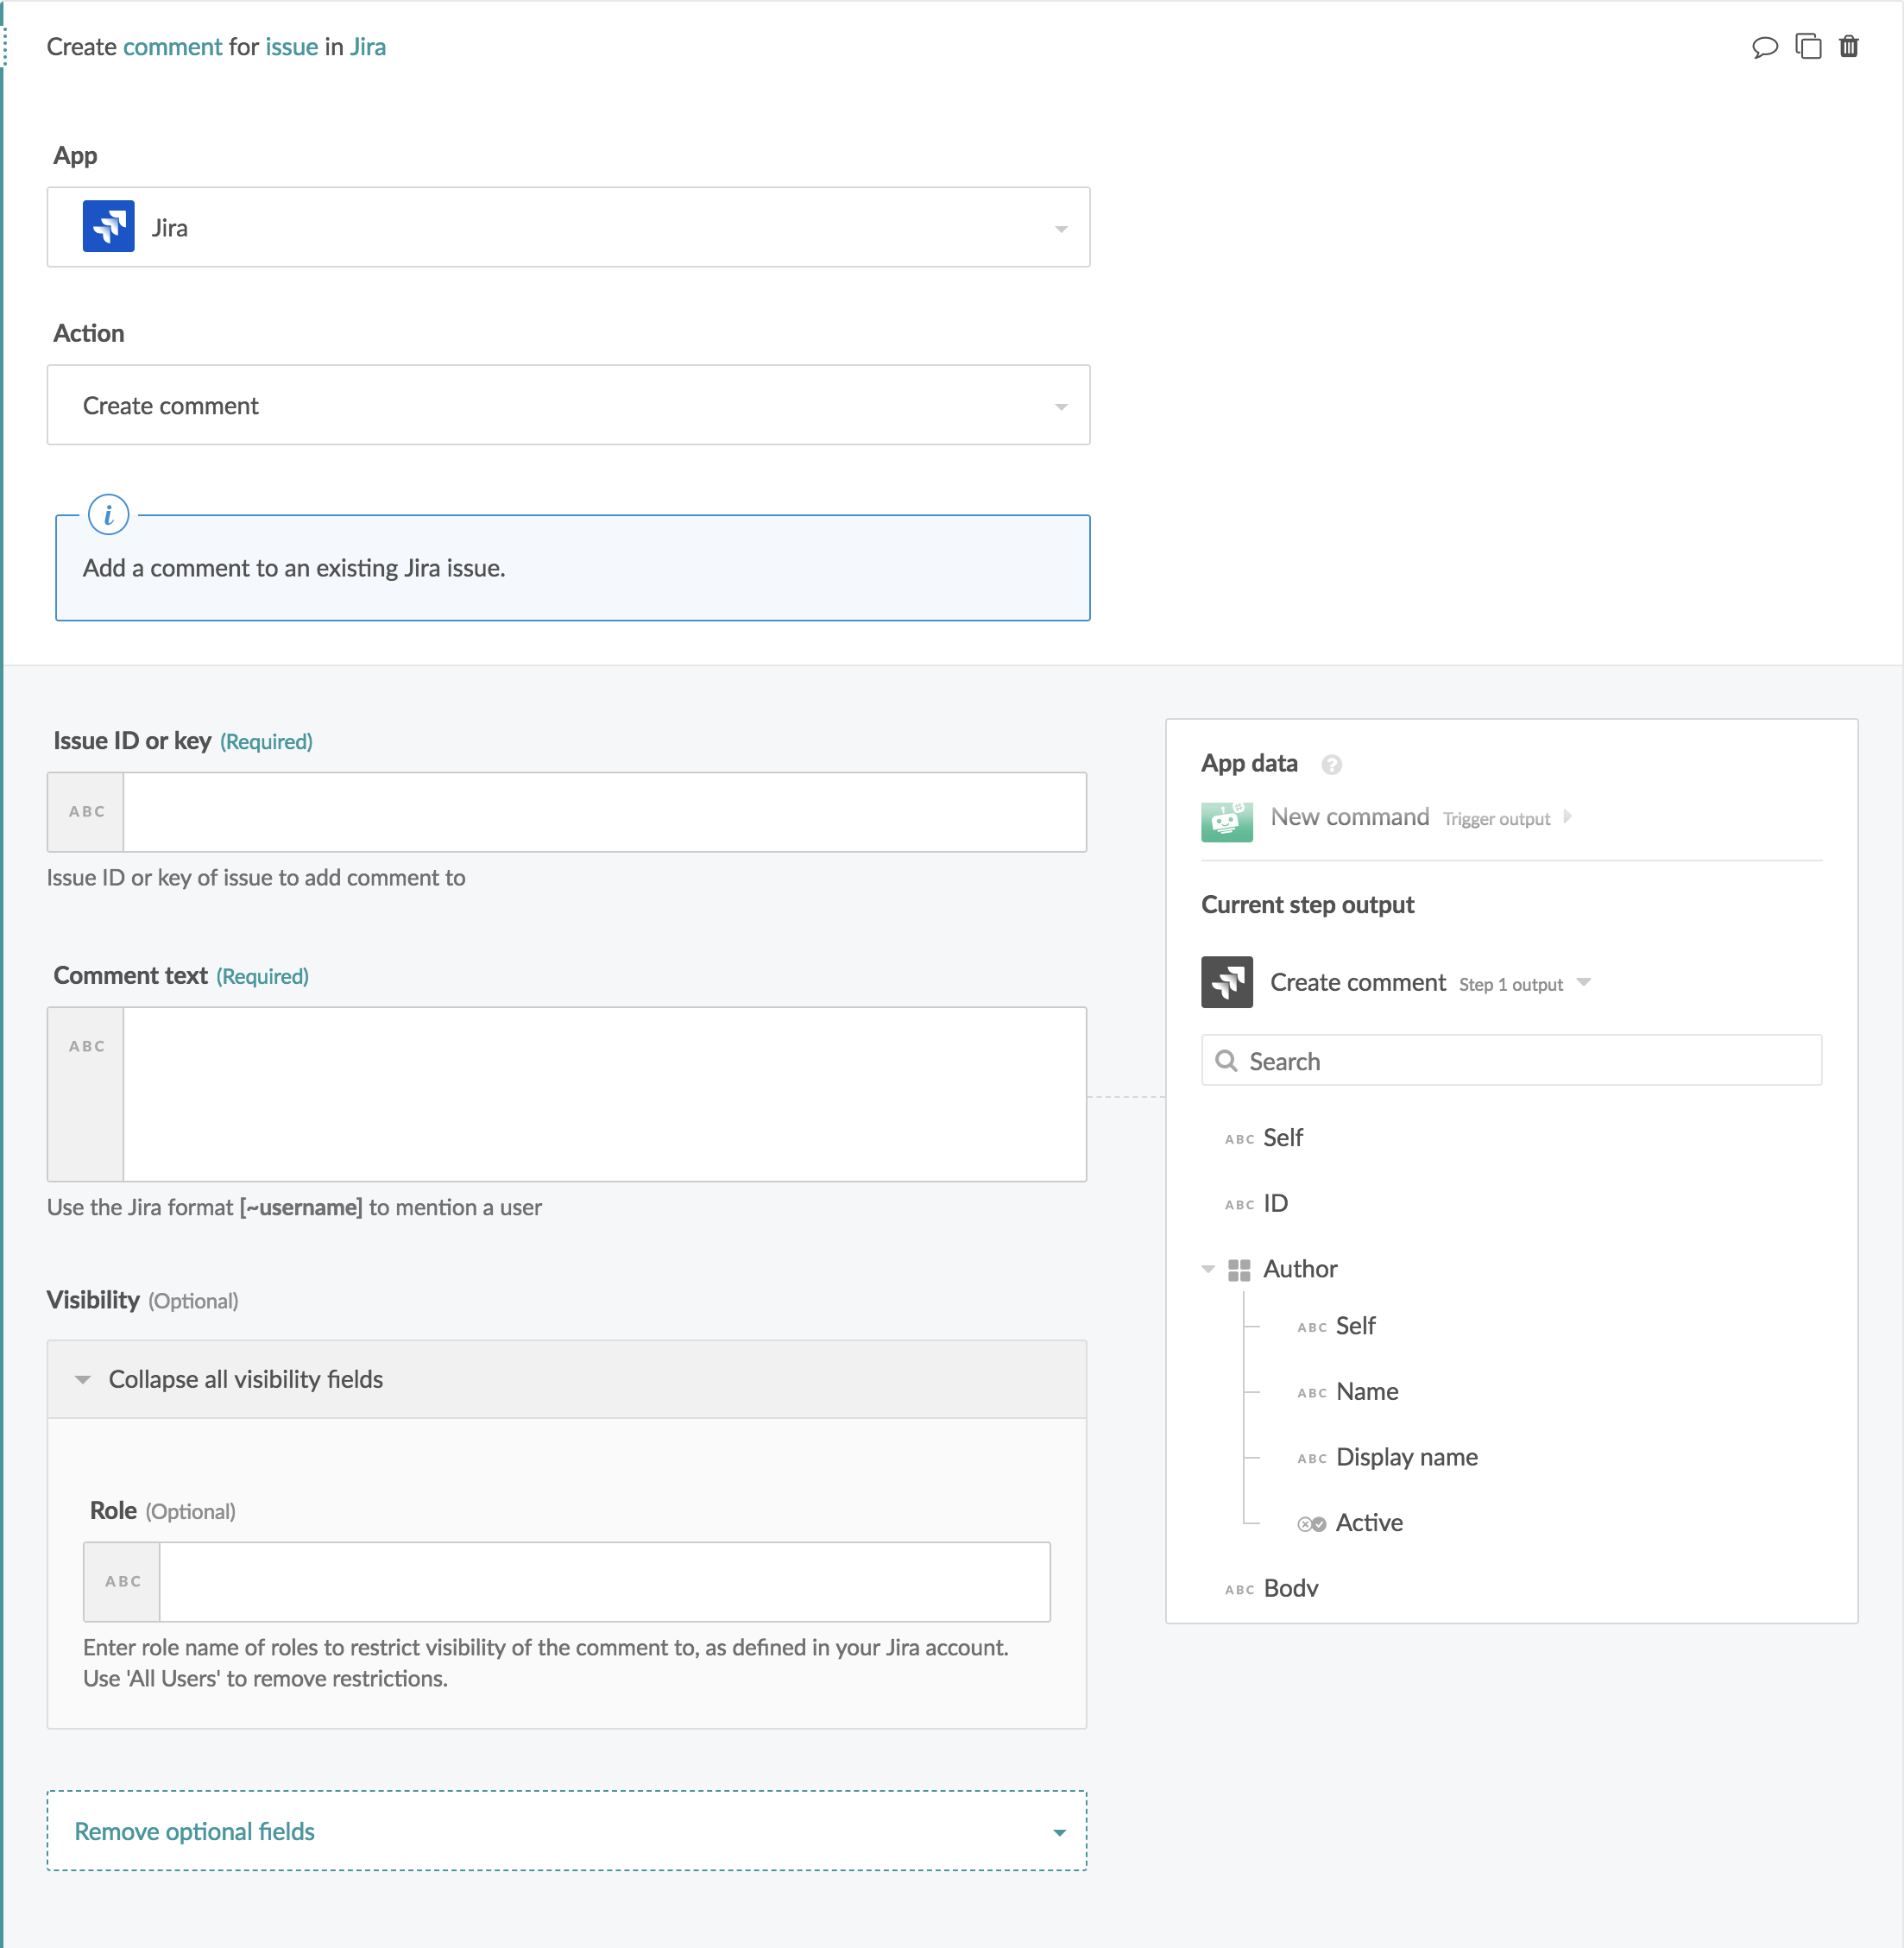 Create comment for issue in Jira
App
Jira
Action
Create comment
i
Add a comment to an existing Jira issue.
Issue ID or key (Required)
ABC
Issue ID or key of issue to add comment to
Comment text (Required)
ABC
Use the Jira format [~username] to mention a user
Visibility (Optional)
Collapse all visibility fields
Role (Optional)
ABC
Enter role name of roles to restrict visibility of the comment to, as defined in your Jira account.
Use 'All Users' to remove restrictions.
Remove optional fields
App data ?
New command Trigger output
Current step output
Create comment Step 1 output
Search
ABC Self
ABC ID
Author
ABC Self
ABC Name
ABC Display name
Active
ABC Body